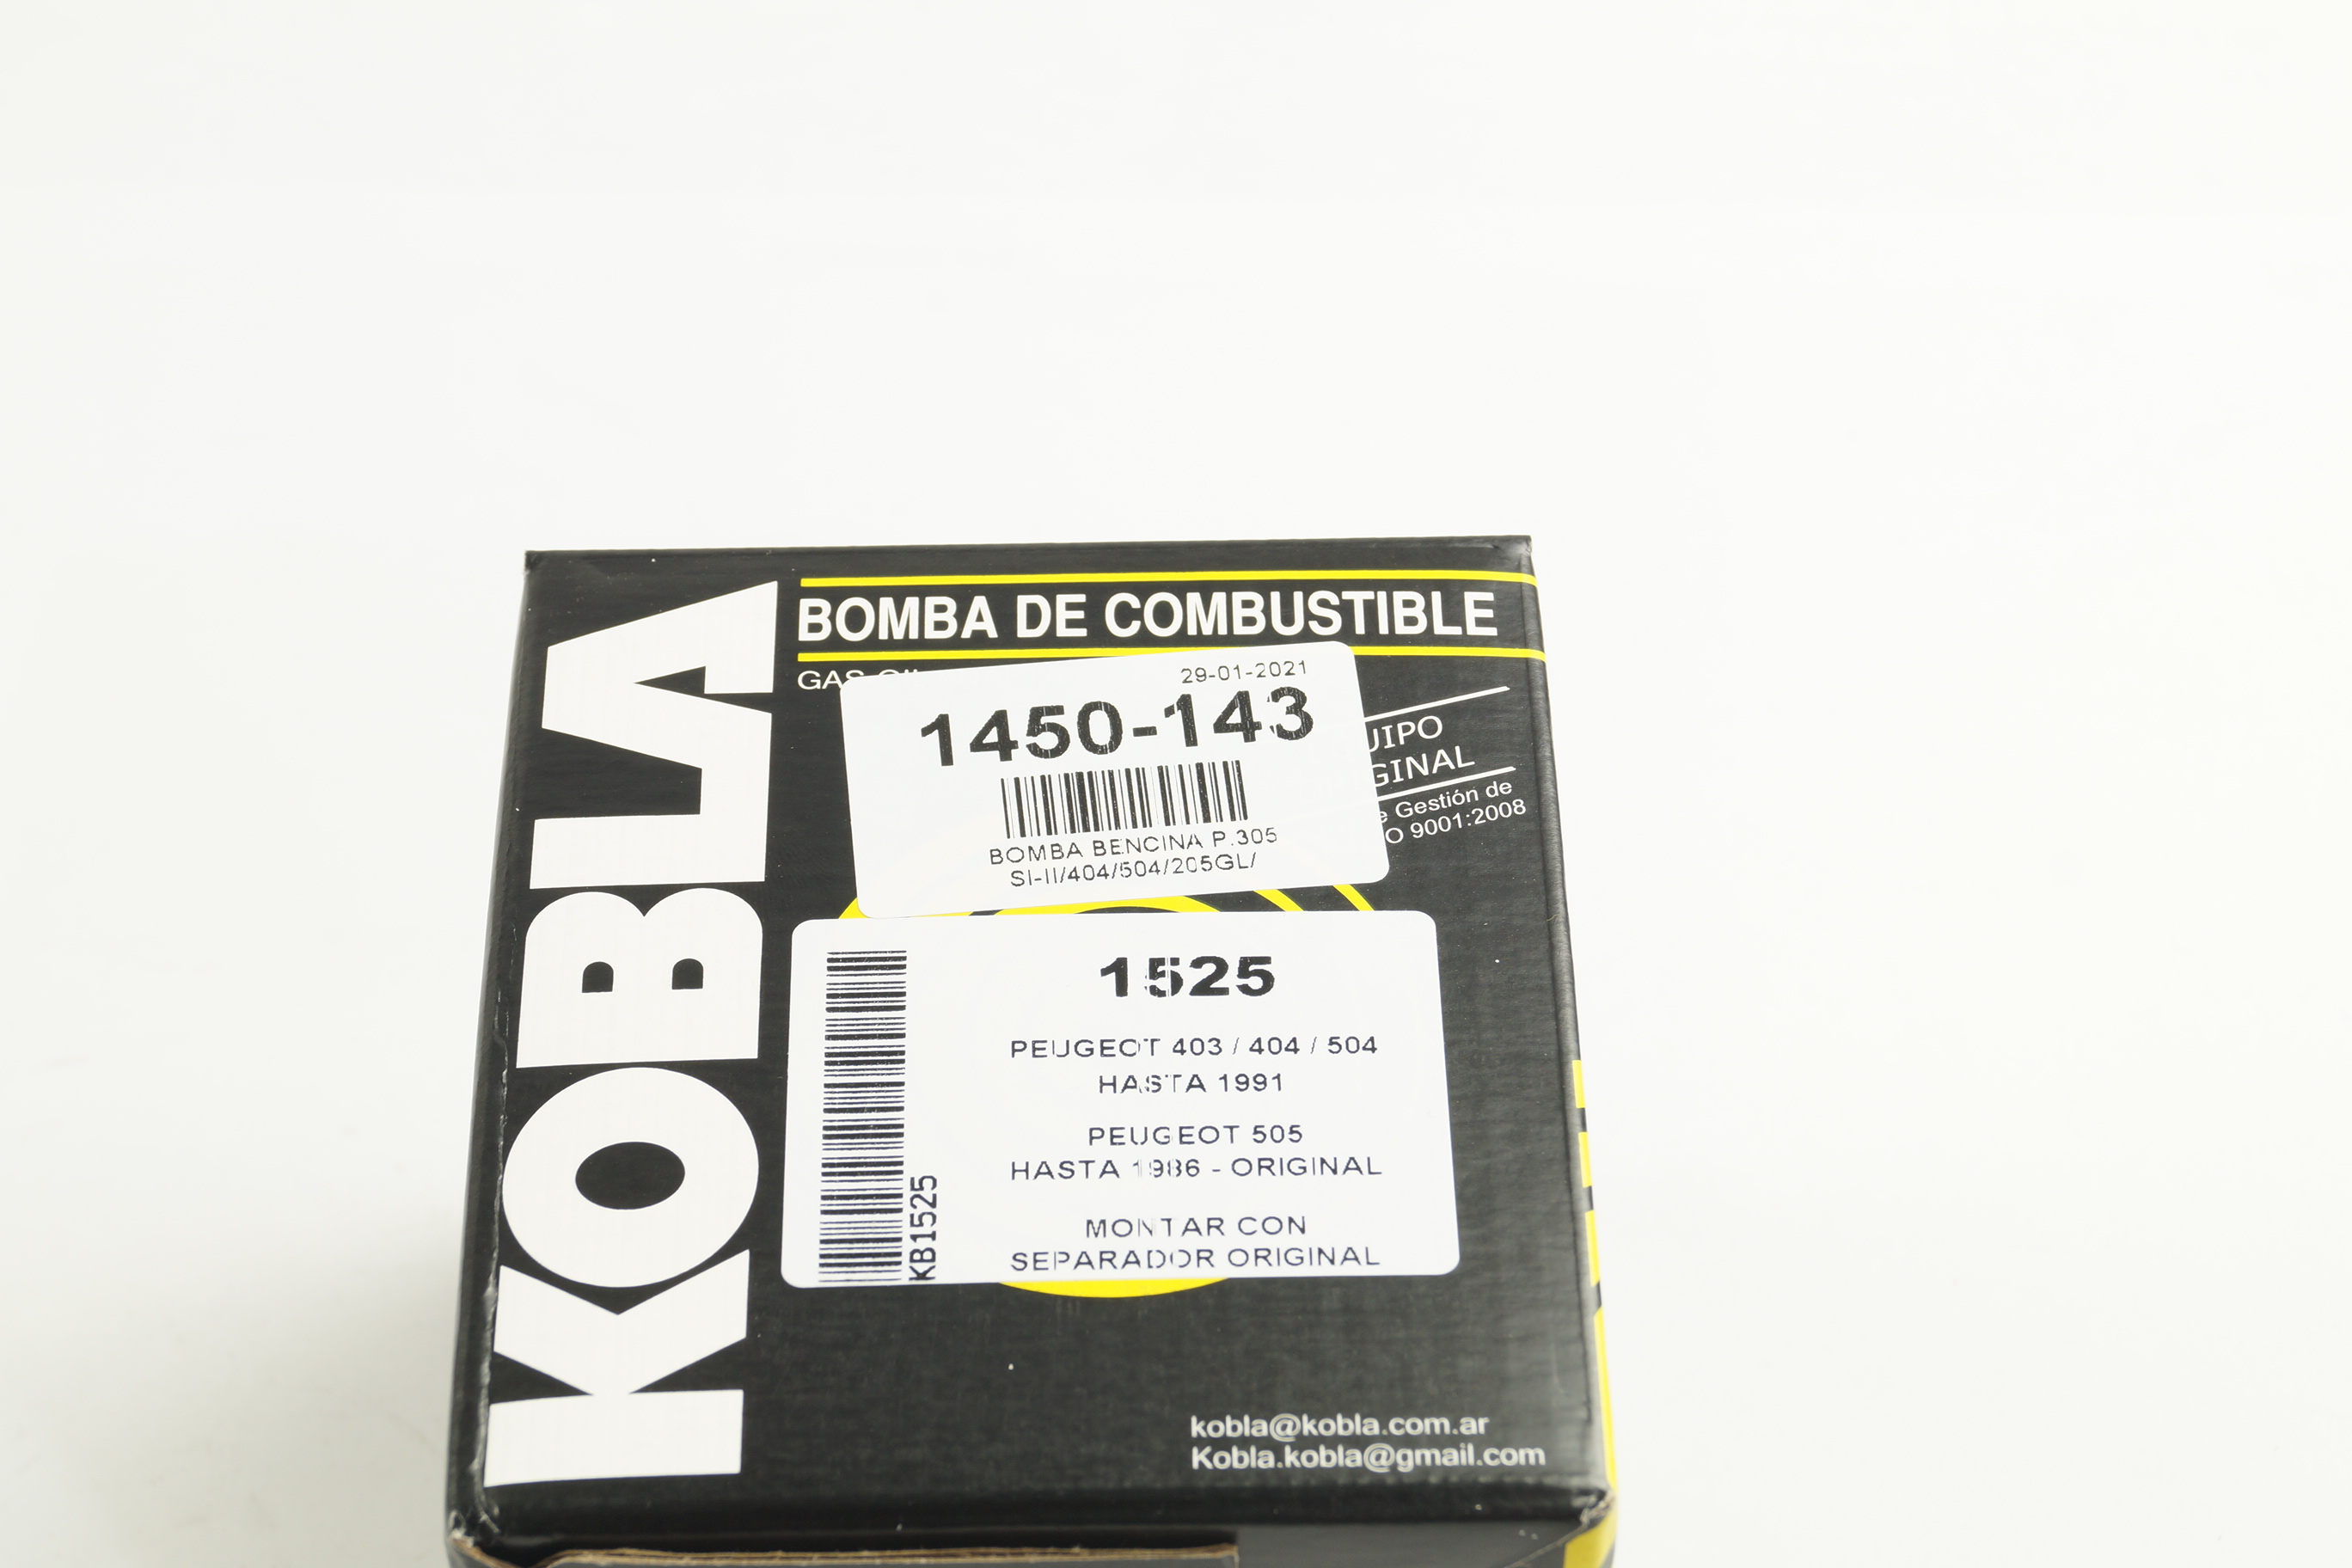 KOBLA
BOMBA DE COMBUSTIBLE
29-01-2021
1450-143
BOMBA BENCINA P.305
SI-II/404/504/205GL/
Gestión de
9001:2008
1525
PEUGEOT 403 / 404 / 504
HASTA 1991
PEUGEOT 505
HASTA 1986 - ORIGINAL
MONTAR CON
SEPARADOR ORIGINAL
KB1525
kobla@kobla.com.ar
Kobla.kobla@gmail.com